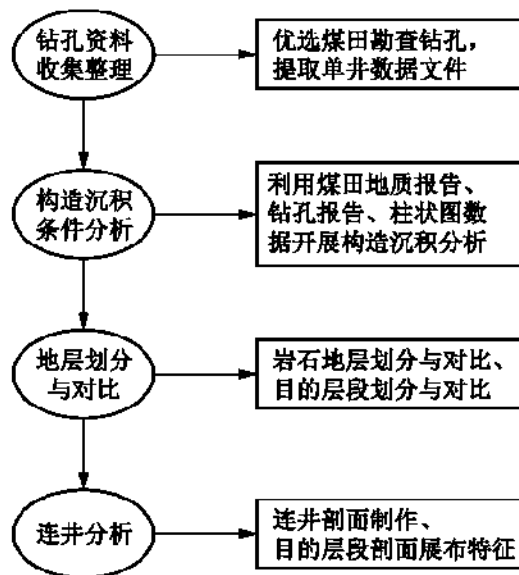 钻孔资料
收集整理
优选煤田勘查钻孔,
提取单井数据文件
构造沉积
条件分析
利用煤田地质报告、
钻孔报告、柱状图数
据开展构造沉积分析
地层划分
与对比
岩石地层划分与对比、
目的层段划分与对比
连井分析
连井剖面制作、
目的层段剖面展布特征